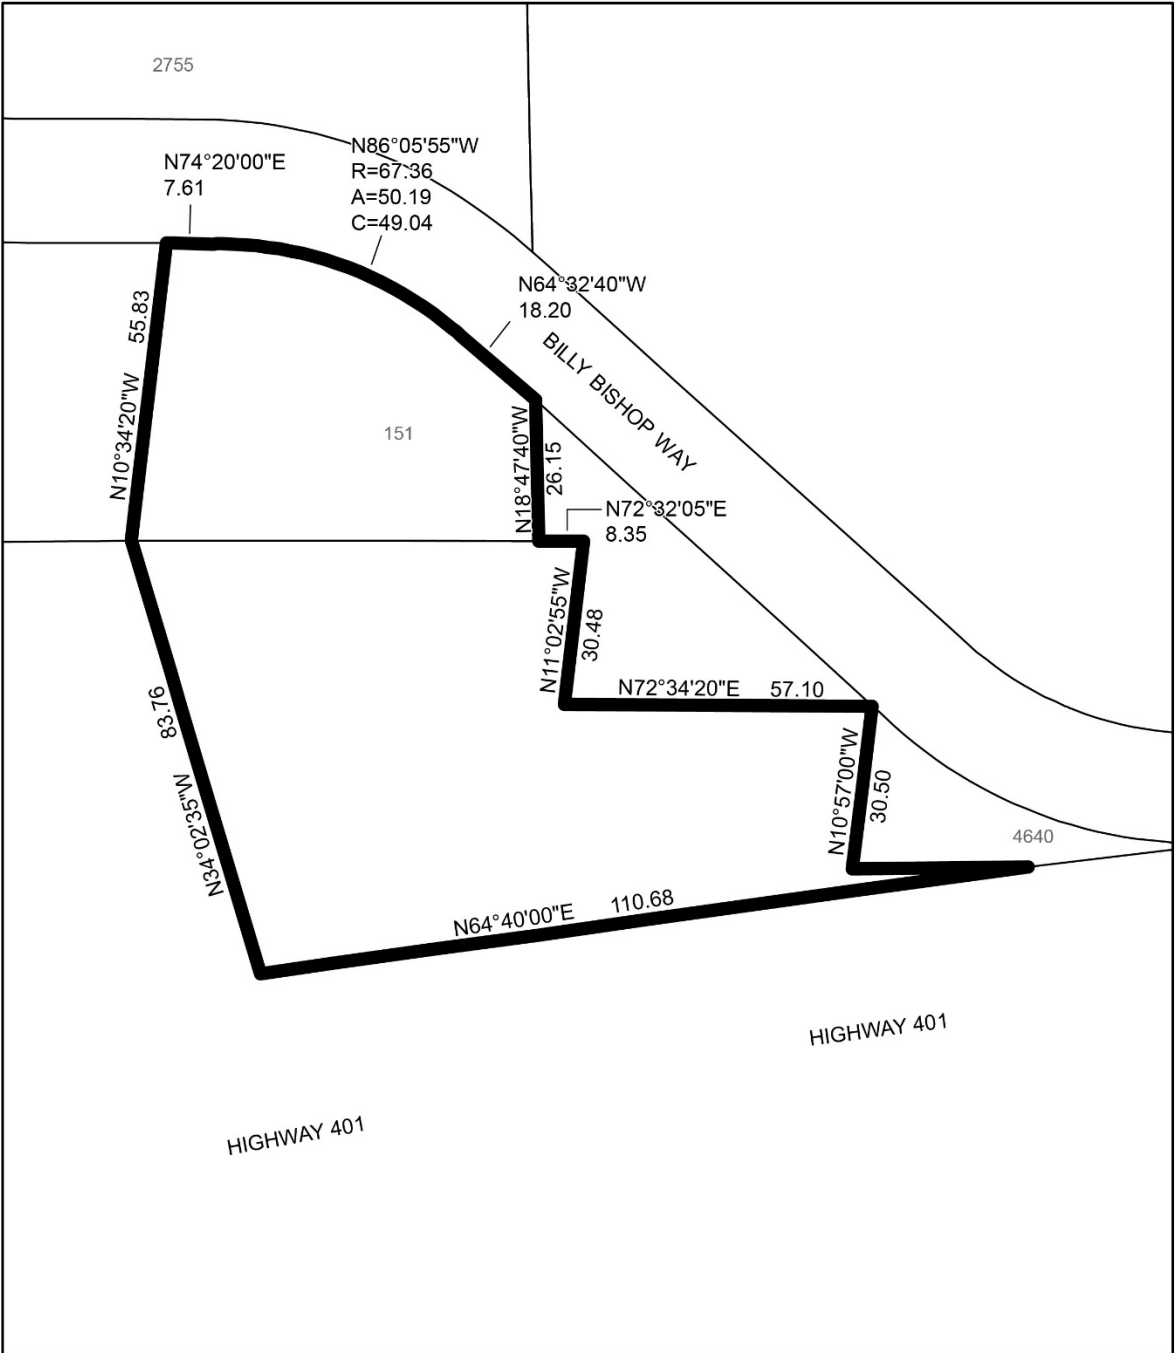 2755
N86°05'55"W
R=67.36
A=50.19
C=49.04
N74°20'00"E
7.61
N64°32'40"W
18.20
BILLY BISHOP WAY
55.83
N10°34'20"W
151
N18°47'40"W
26.15
N72°32'05"E
8.35
N11°02'55"W
30.48
N72°34'20"E 57.10
83.76
N34°02'35"W
N10°57'00"W
30.50
4640
N64°40'00"E 110.68
HIGHWAY 401
HIGHWAY 401